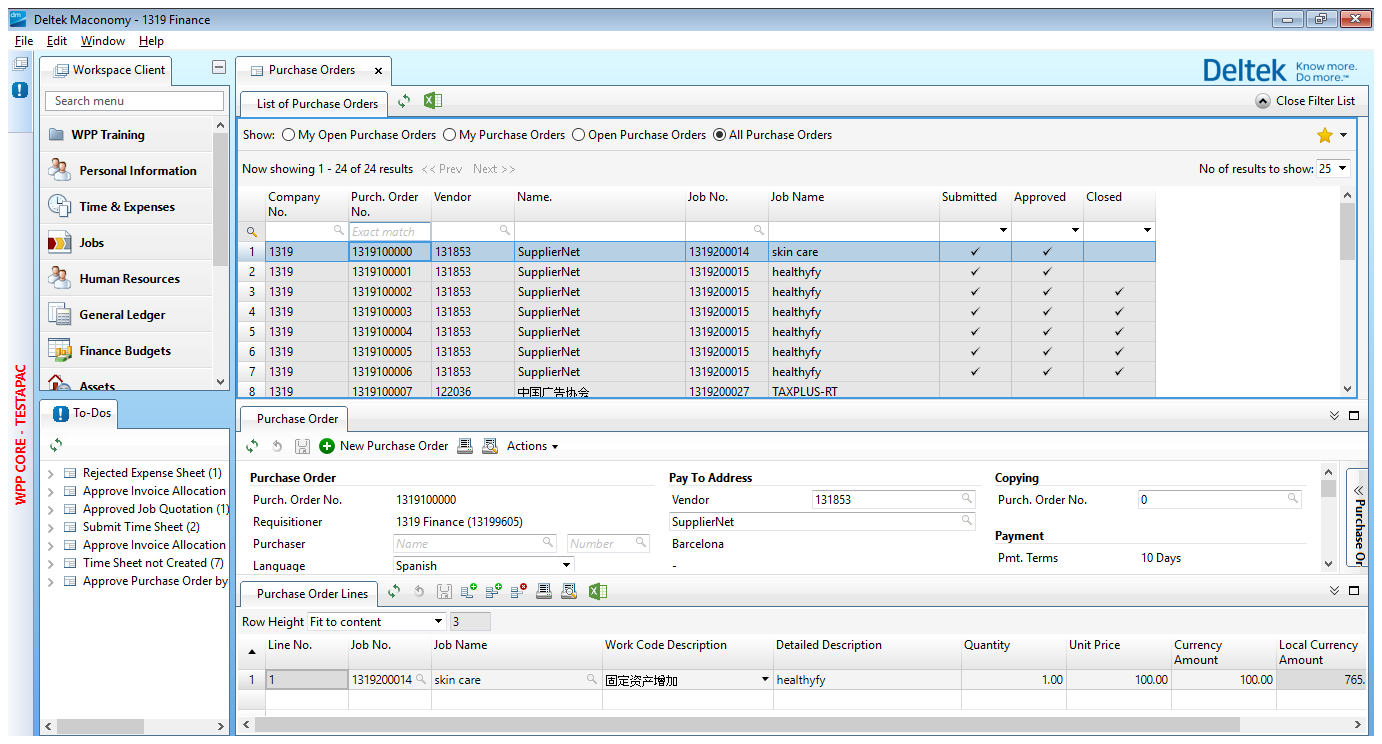 Deltek Maconomy - 1319 Finance
File Edit Window Help
Workspace Client
Search menu
WPP Training
Personal Information
Time & Expenses
Jobs
Human Resources
General Ledger
Finance Budgets
Assets
WPP CORE - TESTAPAC
To-Dos
Rejected Expense Sheet (1)
Approve Invoice Allocation
Approved Job Quotation (1)
Submit Time Sheet (2)
Approve Invoice Allocation
Time Sheet not Created (7)
Approve Purchase Order by
Purchase Orders
Deltek Know more.
Do more.™
List of Purchase Orders
Close Filter List
Show: My Open Purchase Orders My Purchase Orders Open Purchase Orders All Purchase Orders
Now showing 1 - 24 of 24 results << Prev Next >> No of results to show: 25
Company No. Purch. Order No. Vendor Name. Job No. Job Name Submitted Approved Closed
Exact match
1 1319 1319100000 131853 SupplierNet 1319200014 skin care ✓ ✓
2 1319 1319100001 131853 SupplierNet 1319200015 healthyfy ✓ ✓
3 1319 1319100002 131853 SupplierNet 1319200015 healthyfy ✓ ✓ ✓
4 1319 1319100003 131853 SupplierNet 1319200015 healthyfy ✓ ✓ ✓
5 1319 1319100004 131853 SupplierNet 1319200015 healthyfy ✓ ✓ ✓
6 1319 1319100005 131853 SupplierNet 1319200015 healthyfy ✓ ✓ ✓
7 1319 1319100006 131853 SupplierNet 1319200015 healthyfy ✓ ✓ ✓
8 1319 1319100007 122036 中国广告协会 1319200027 TAXPLUS-RT
Purchase Order
New Purchase Order Actions
Purchase Order Pay To Address Copying
Purch. Order No. 1319100000 Vendor 131853 Purch. Order No. 0
Requisitioner 1319 Finance (13199605) SupplierNet
Purchaser Name Number Barcelona Payment
Language Spanish - Pmt. Terms 10 Days
Purchase Or
Purchase Order Lines
Row Height Fit to content 3
Line No. Job No. Job Name Work Code Description Detailed Description Quantity Unit Price Currency Amount Local Currency Amount
1 1 1319200014 skin care 固定资产增加 healthyfy 1.00 100.00 100.00 765.